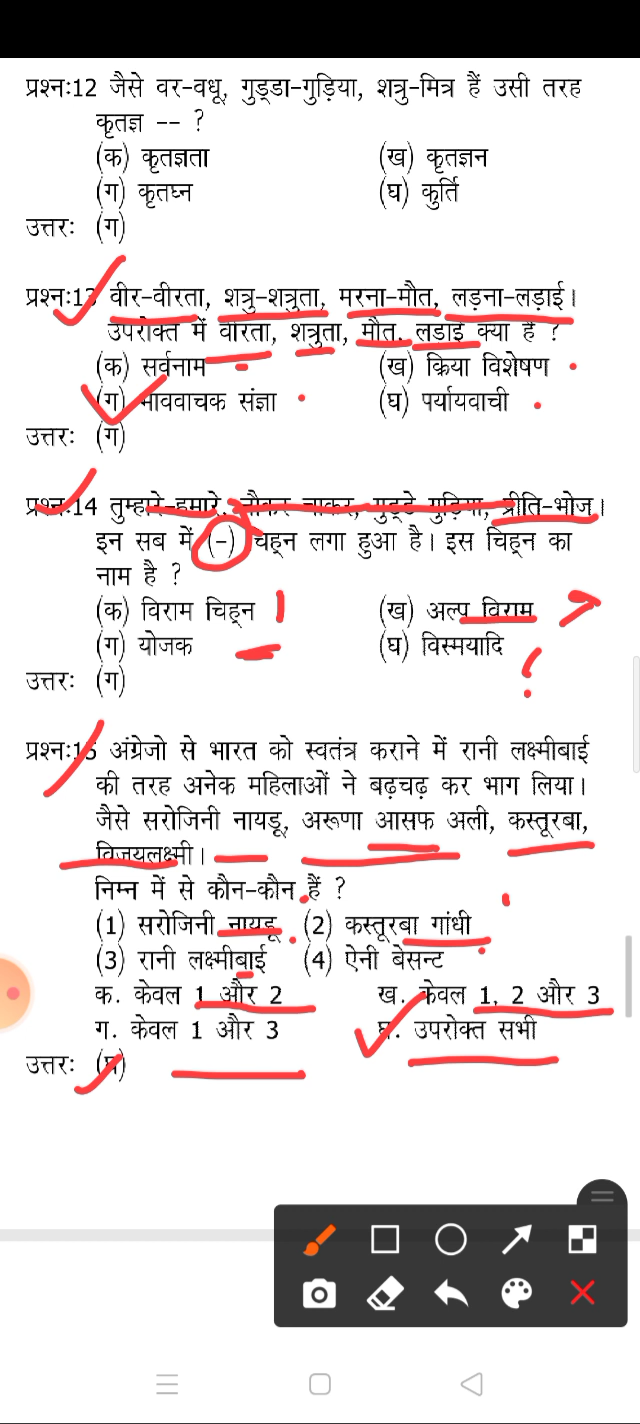 प्रश्नः12 जैसे वर-वधू, गुड्डा-गुड़िया, शत्रु-मित्र हैं उसी तरह
कृतज्ञ -- ?
(क) कृतज्ञता (ख) कृतज्ञन
(ग) कृतघ्न (घ) कुर्ति
उत्तरः (ग)
प्रश्नः13 वीर-वीरता, शत्रु-शत्रुता, मरना-मौत, लड़ना-लड़ाई।
उपरोक्त में वीरता, शत्रुता, मौत, लडाई क्या है ?
(क) सर्वनाम (ख) क्रिया विशेषण
(ग) भाववाचक संज्ञा (घ) पर्यायवाची
उत्तरः (ग)
प्रश्नः14 तुम्हारे-हमारे, नौकर चाकर, गुड्डे गुड़िया, प्रीति-भोज।
इन सब में (-) चिह्न लगा हुआ है। इस चिह्न का
नाम है ?
(क) विराम चिह्न (ख) अल्प विराम
(ग) योजक (घ) विस्मयादि
उत्तरः (ग)
प्रश्नः15 अंग्रेजो से भारत को स्वतंत्र कराने में रानी लक्ष्मीबाई
की तरह अनेक महिलाओं ने बढ़चढ़ कर भाग लिया।
जैसे सरोजिनी नायडू, अरूणा आसफ अली, कस्तूरबा,
विजयलक्ष्मी।
निम्न में से कौन-कौन हैं ?
(1) सरोजिनी नायडू (2) कस्तूरबा गांधी
(3) रानी लक्ष्मीबाई (4) ऐनी बेसन्ट
क. केवल 1 और 2 ख. केवल 1, 2 और 3
ग. केवल 1 और 3 घ. उपरोक्त सभी
उत्तरः (घ)